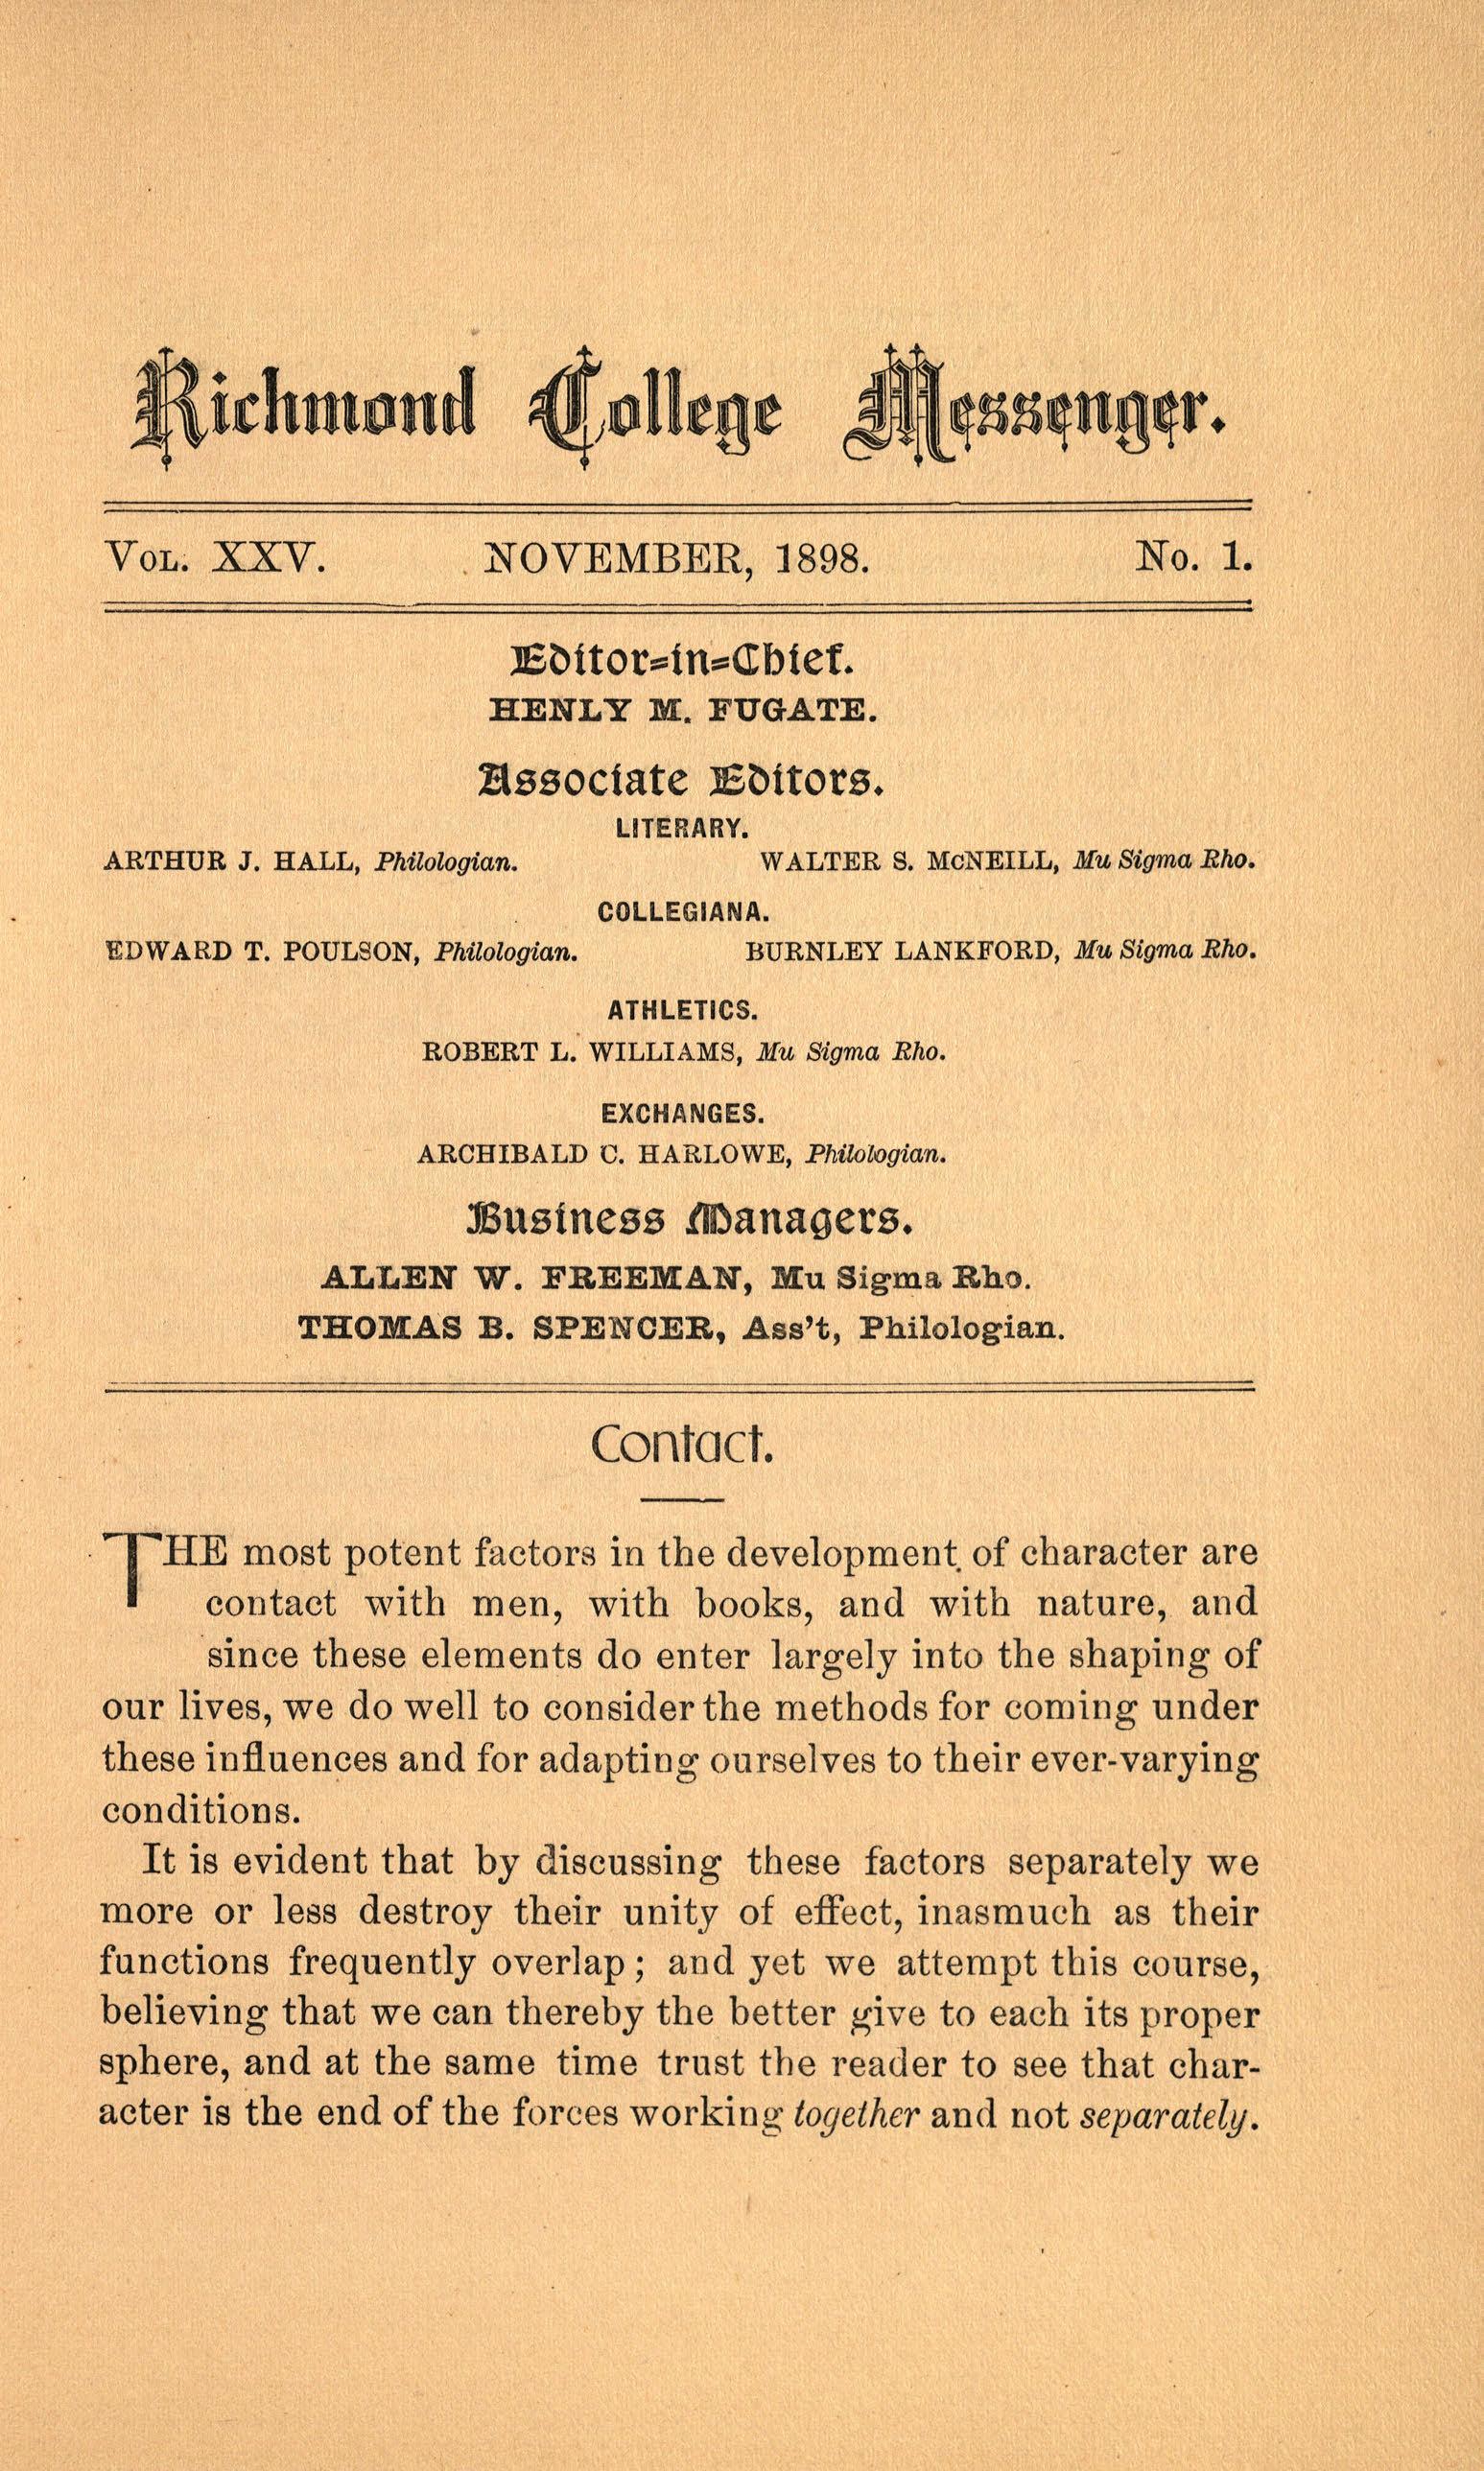 Richmond College Messenger.
VOL. XXV. NOVEMBER, 1898. No. 1.
Editor-in-Chief.
HENLY M. FUGATE.
Associate Editors.
LITERARY.
ARTHUR J. HALL, Philologian. WALTER S. MCNEILL, Mu Sigma Rho.
COLLEGIANA.
EDWARD T. POULSON, Philologian. BURNLEY LANKFORD, Mu Sigma Rho.
ATHLETICS.
ROBERT L. WILLIAMS, Mu Sigma Rho.
EXCHANGES.
ARCHIBALD C. HARLOWE, Philologian.
Business Managers.
ALLEN W. FREEMAN, Mu Sigma Rho.
THOMAS B. SPENCER, Ass't, Philologian.
Contact.
THE most potent factors in the development of character are
contact with men, with books, and with nature, and
since these elements do enter largely into the shaping of
our lives, we do well to consider the methods for coming under
these influences and for adapting ourselves to their ever-varying
conditions.
It is evident that by discussing these factors separately we
more or less destroy their unity of effect, inasmuch as their
functions frequently overlap; and yet we attempt this course,
believing that we can thereby the better give to each its proper
sphere, and at the same time trust the reader to see that char-
acter is the end of the forces working together and not separately.